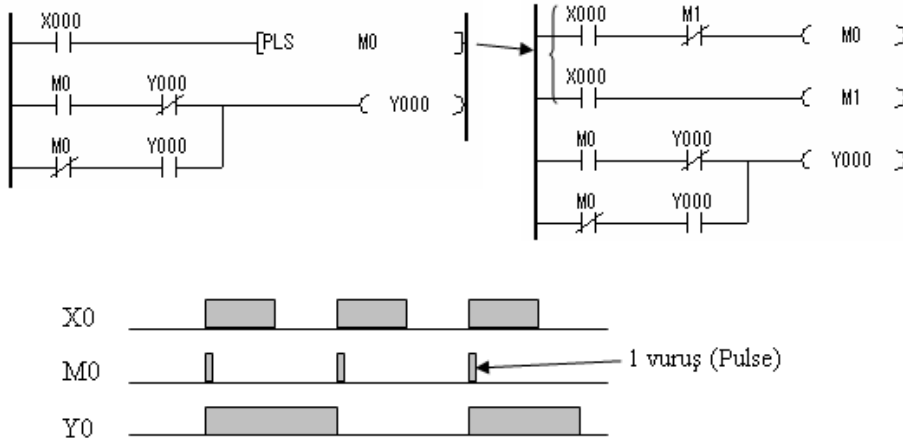 X000
[PLS M0 ]
M0 Y000
( Y000 )
M0 Y000
X000 M1
( M0 )
X000
( M1 )
M0 Y000
( Y000 )
M0 Y000
X0
M0
1 vuruş (Pulse)
Y0